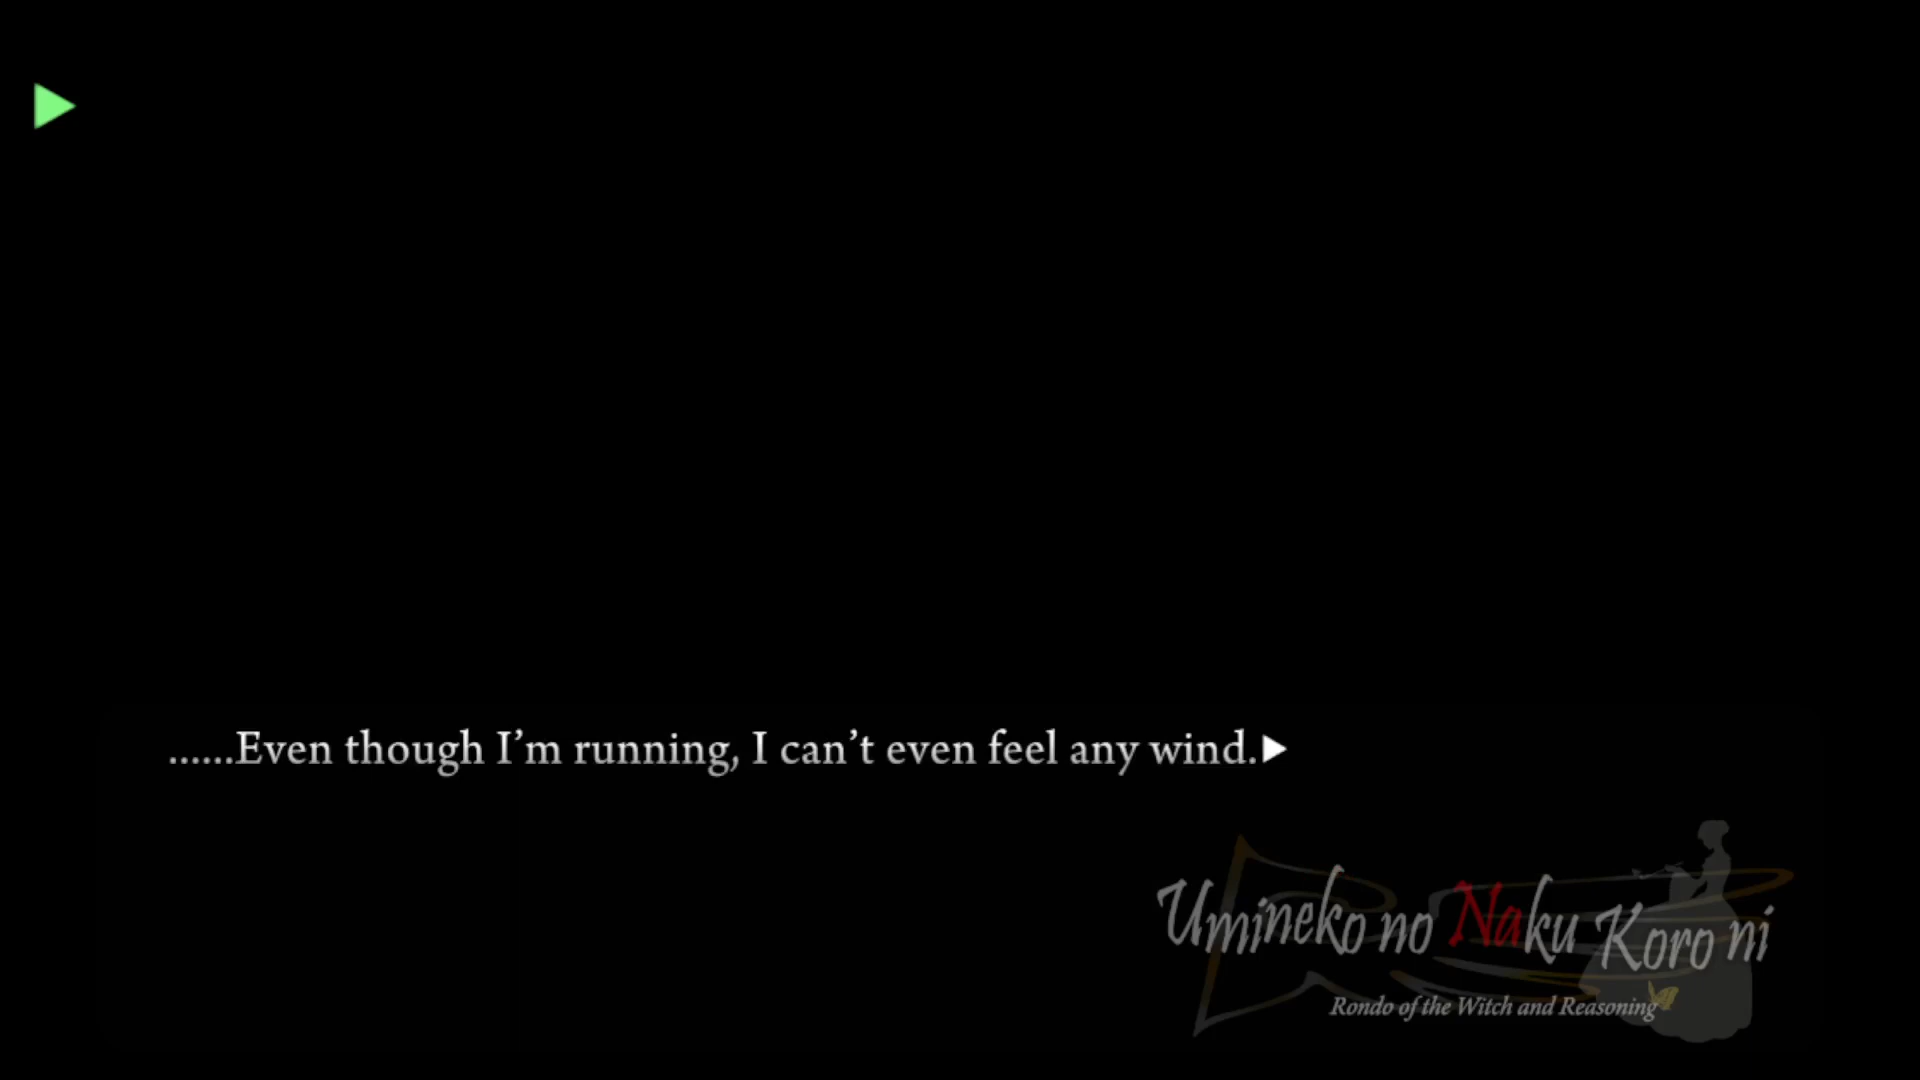 ......Even though I’m running, I can’t even feel any wind.
Umineko no Naku Koro ni
Rondo of the Witch and Reasoning